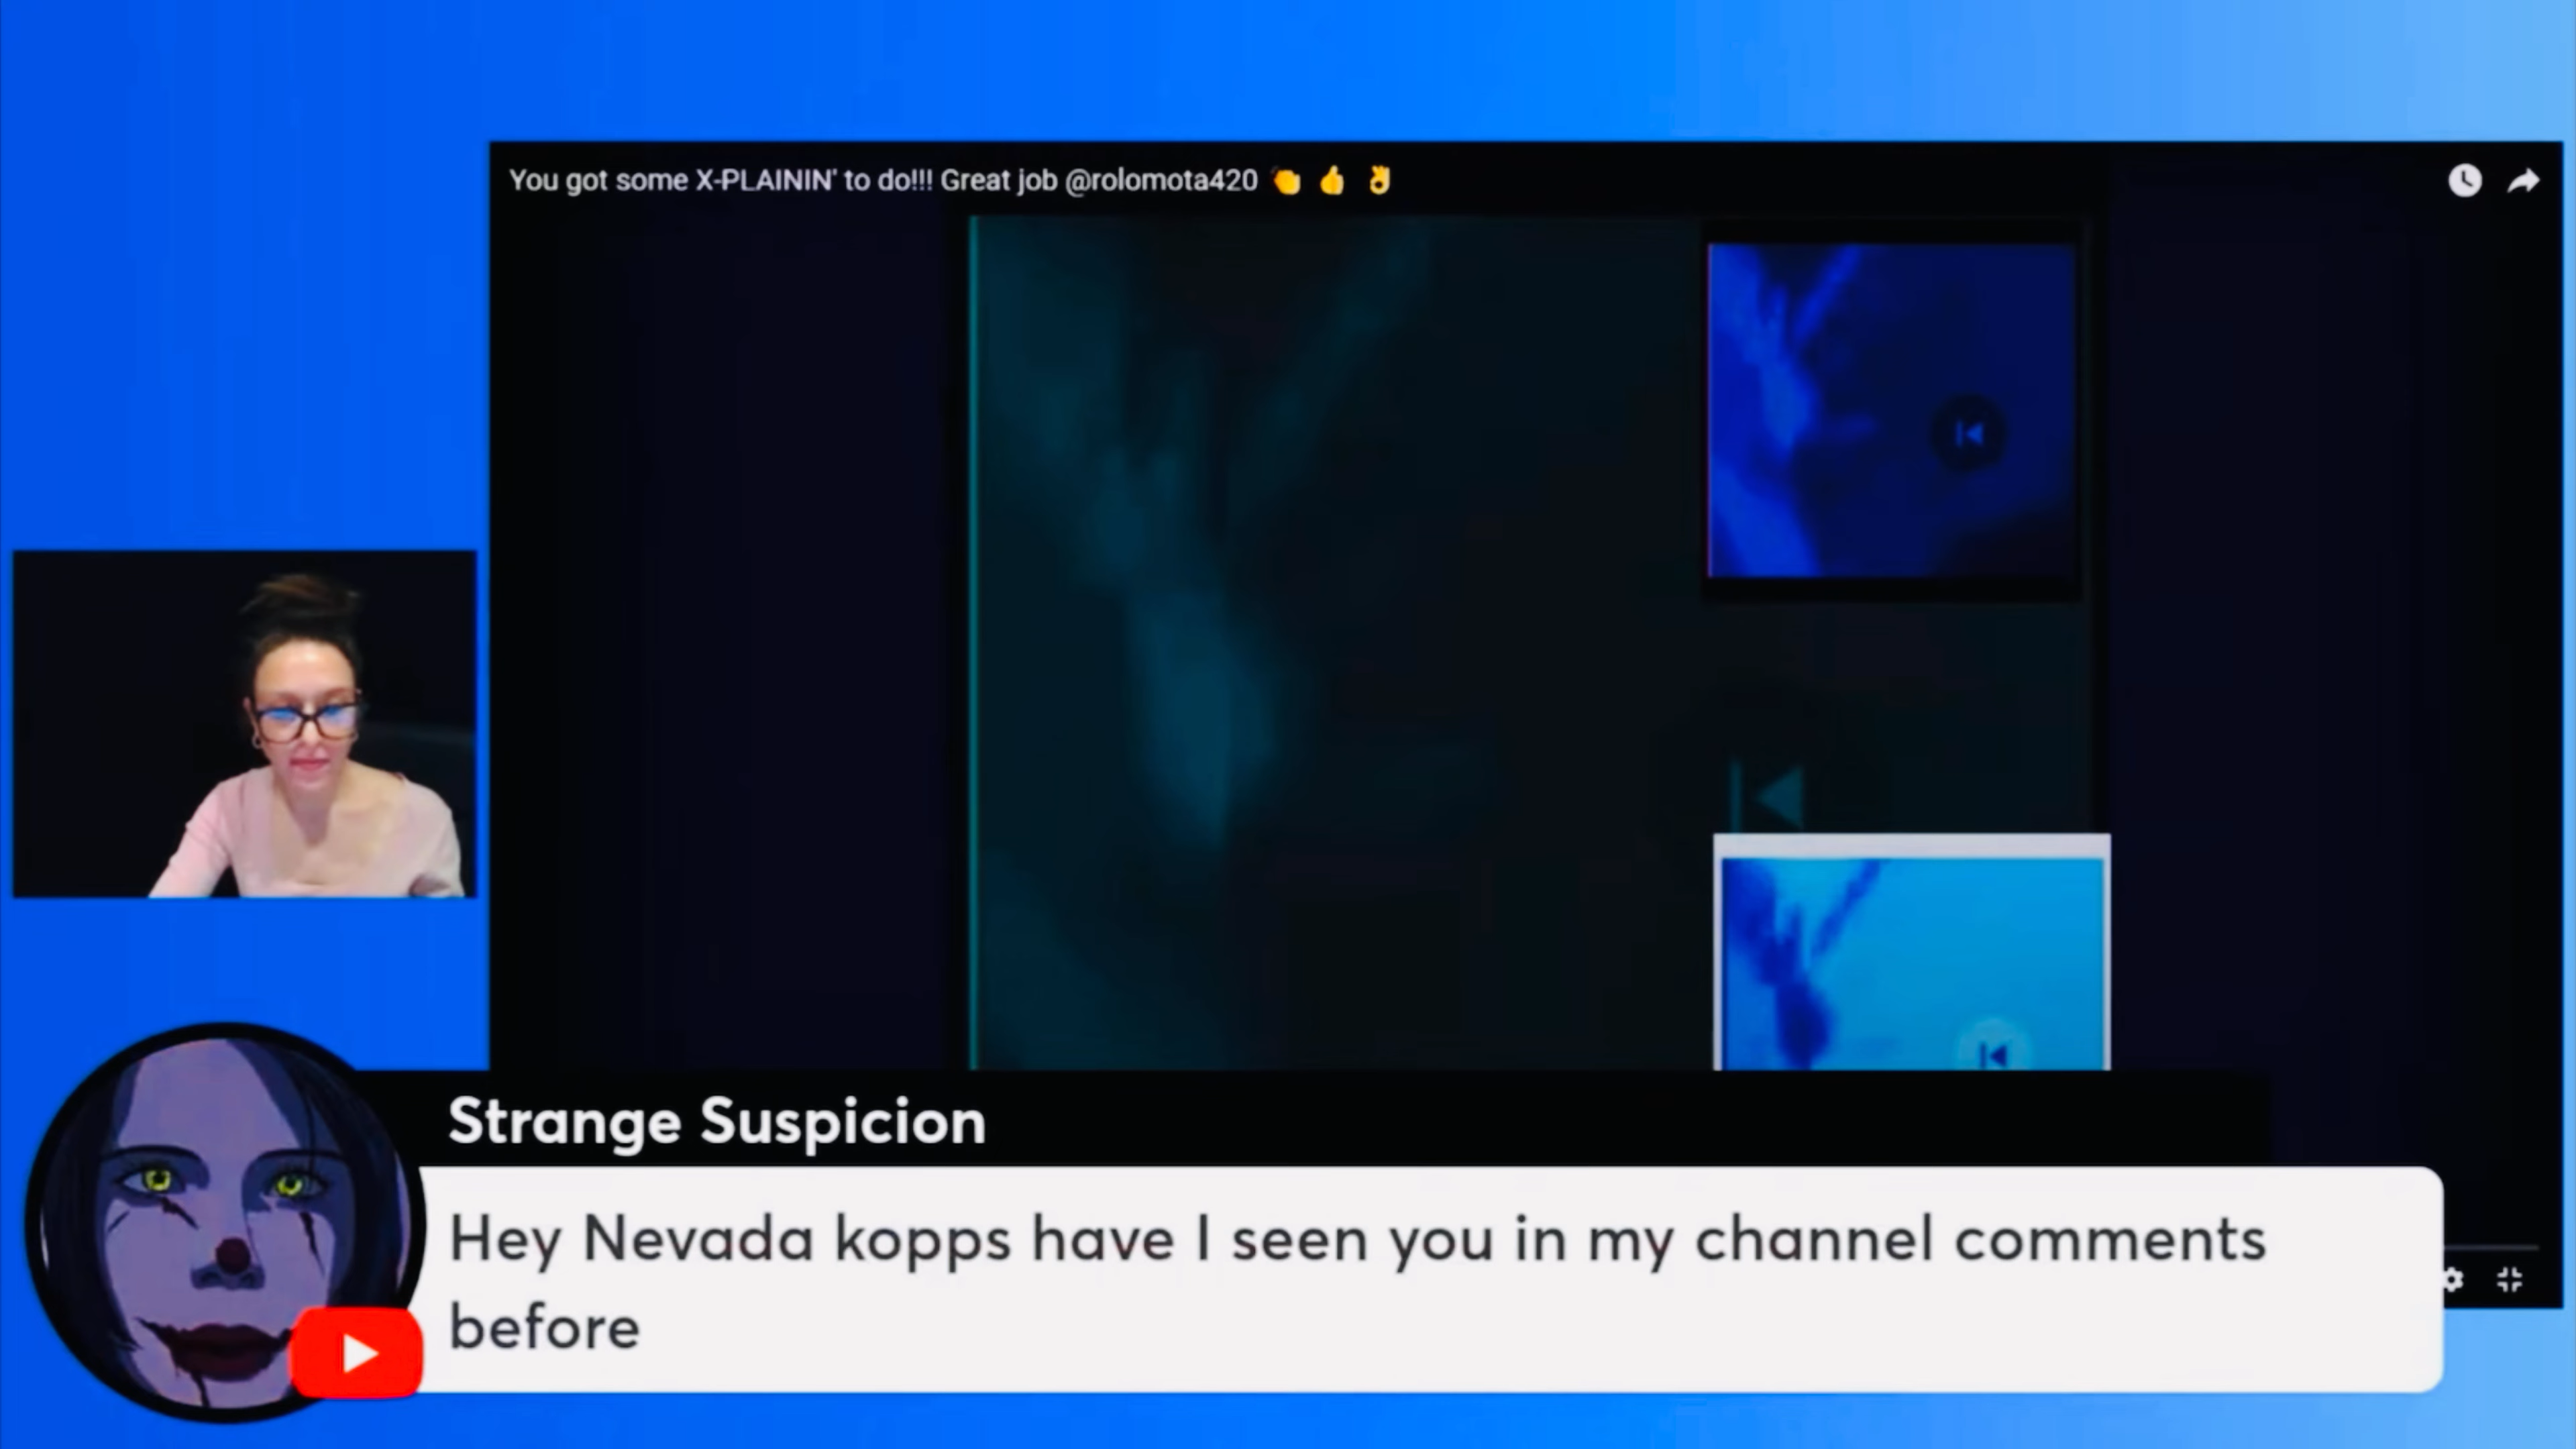 You got some X-PLAININ' to do!!! Great job @rolomota420 👏 👍 👌
Strange Suspicion
Hey Nevada kopps have I seen you in my channel comments
before